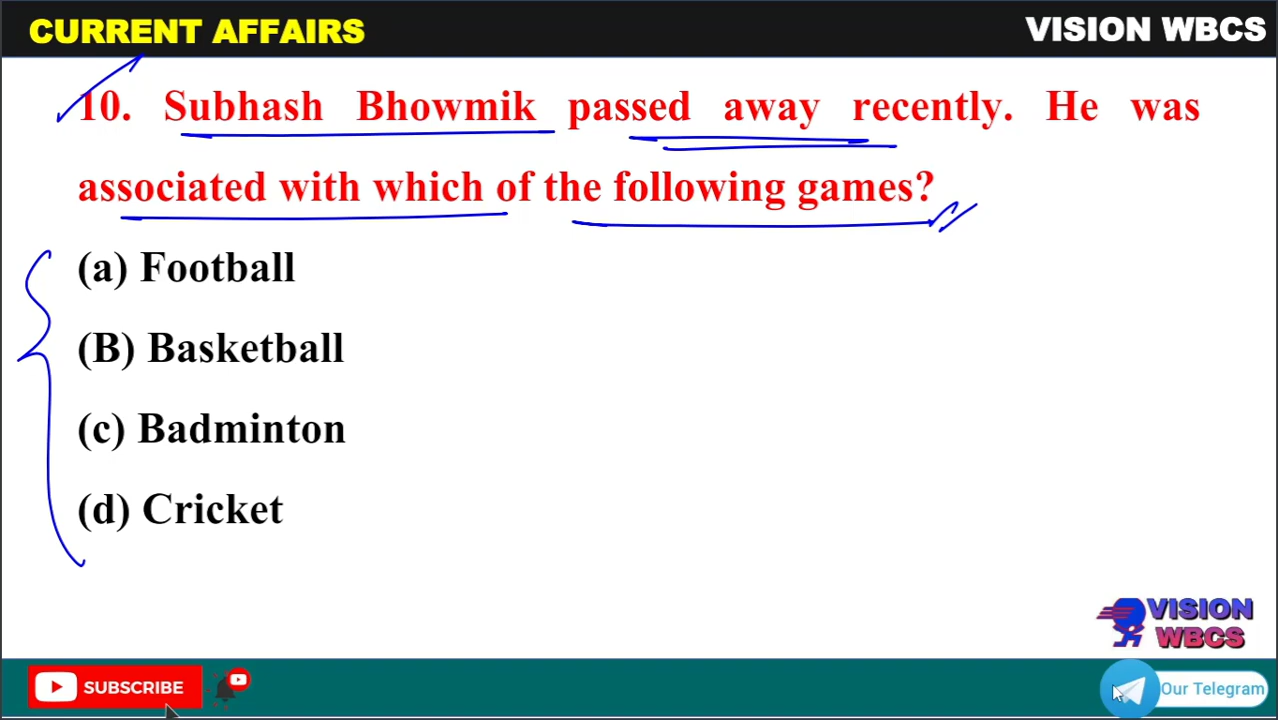 CURRENT AFFAIRS
VISION WBCS
10. Subhash Bhowmik passed away recently. He was
associated with which of the following games?
(a) Football
(B) Basketball
(c) Badminton
(d) Cricket
VISION
WBCS
SUBSCRIBE
Our Telegram